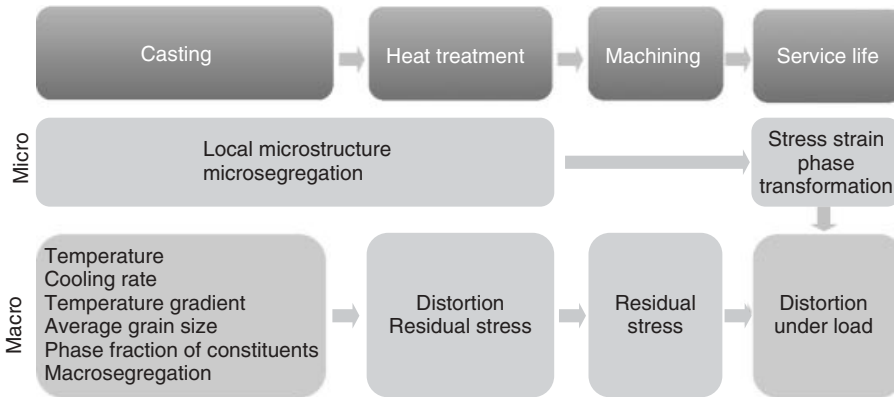 Casting
Heat treatment
Machining
Service life
Micro
Local microstructure
microsegregation
Stress strain
phase
transformation
Macro
Temperature
Cooling rate
Temperature gradient
Average grain size
Phase fraction of constituents
Macrosegregation
Distortion
Residual stress
Residual
stress
Distortion
under load